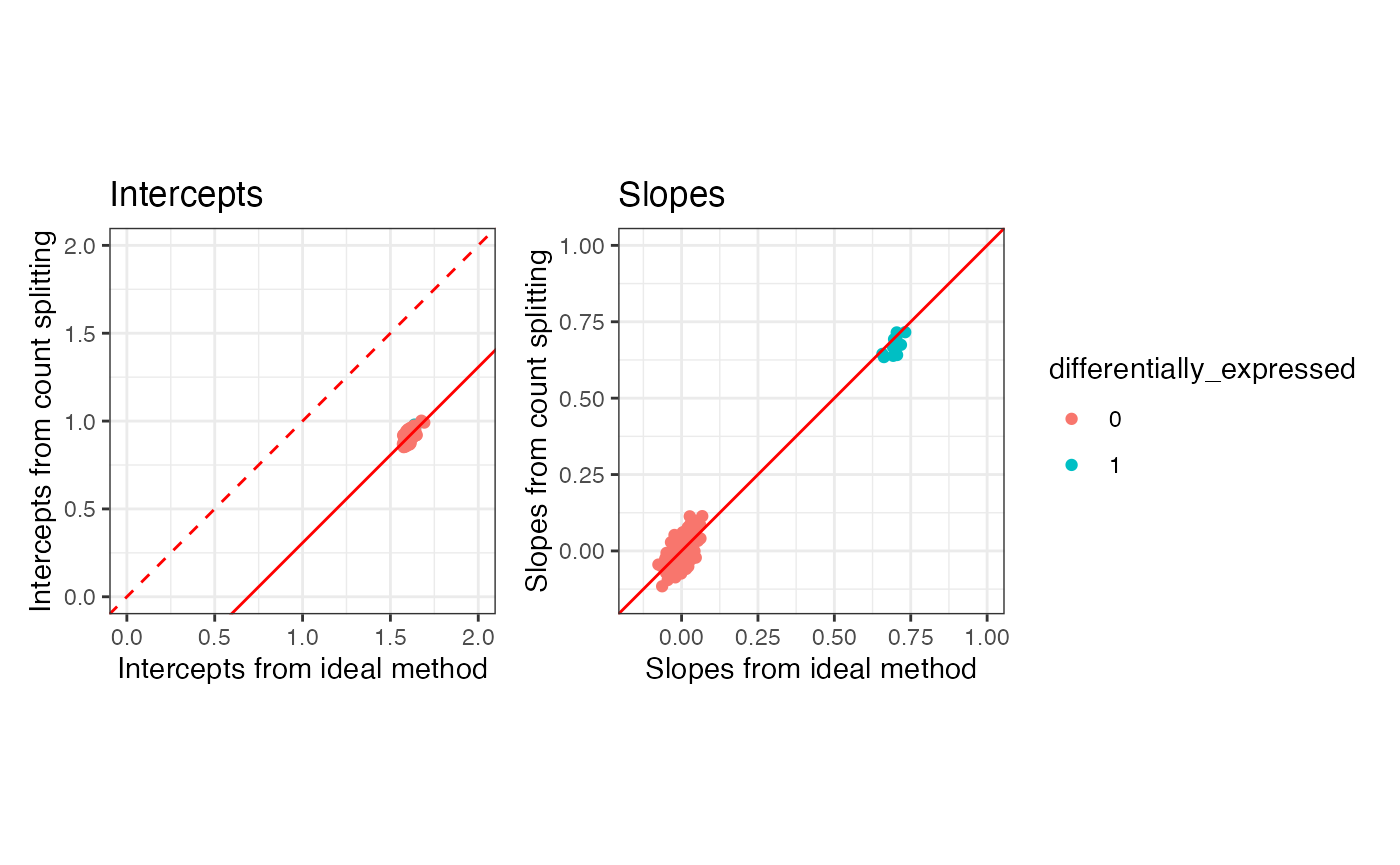 Intercepts
Intercepts from count splitting
2.0
1.5
1.0
0.5
0.0
0.0 0.5 1.0 1.5 2.0
Intercepts from ideal method
Slopes
Slopes from count splitting
1.00
0.75
0.50
0.25
0.00
0.00 0.25 0.50 0.75 1.00
Slopes from ideal method
differentially_expressed
0
1